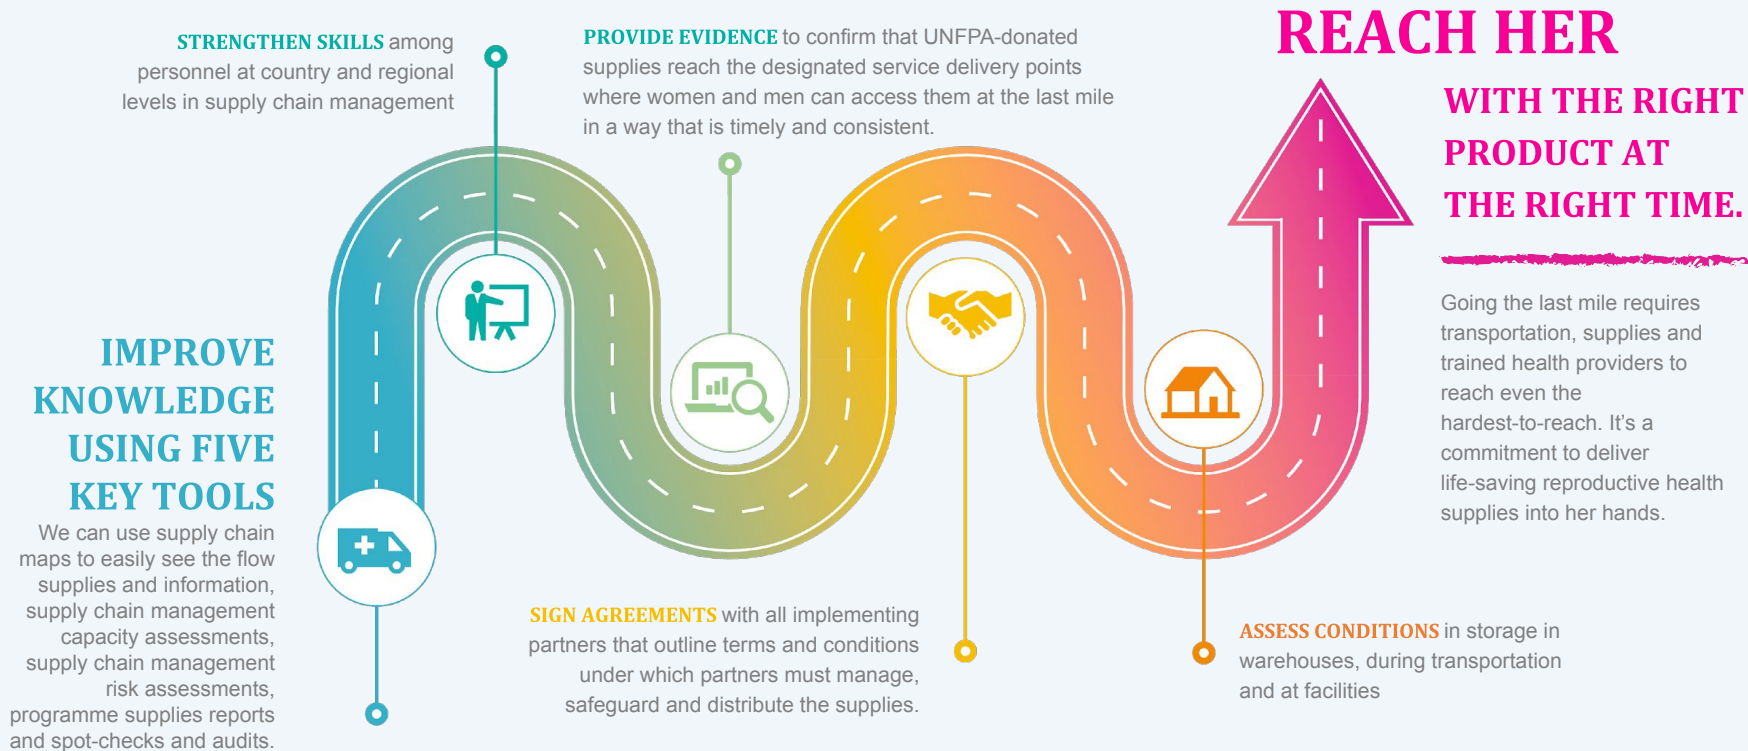 IMPROVE
KNOWLEDGE
USING FIVE
KEY TOOLS
We can use supply chain
maps to easily see the flow
supplies and information,
supply chain management
capacity assessments,
supply chain management
risk assessments,
programme supplies reports
and spot-checks and audits.
STRENGTHEN SKILLS among
personnel at country and regional
levels in supply chain management
PROVIDE EVIDENCE to confirm that UNFPA-donated
supplies reach the designated service delivery points
where women and men can access them at the last mile
in a way that is timely and consistent.
SIGN AGREEMENTS with all implementing
partners that outline terms and conditions
under which partners must manage,
safeguard and distribute the supplies.
ASSESS CONDITIONS in storage in
warehouses, during transportation
and at facilities
REACH HER
WITH THE RIGHT
PRODUCT AT
THE RIGHT TIME.
Going the last mile requires
transportation, supplies and
trained health providers to
reach even the
hardest-to-reach. It's a
commitment to deliver
life-saving reproductive health
supplies into her hands.